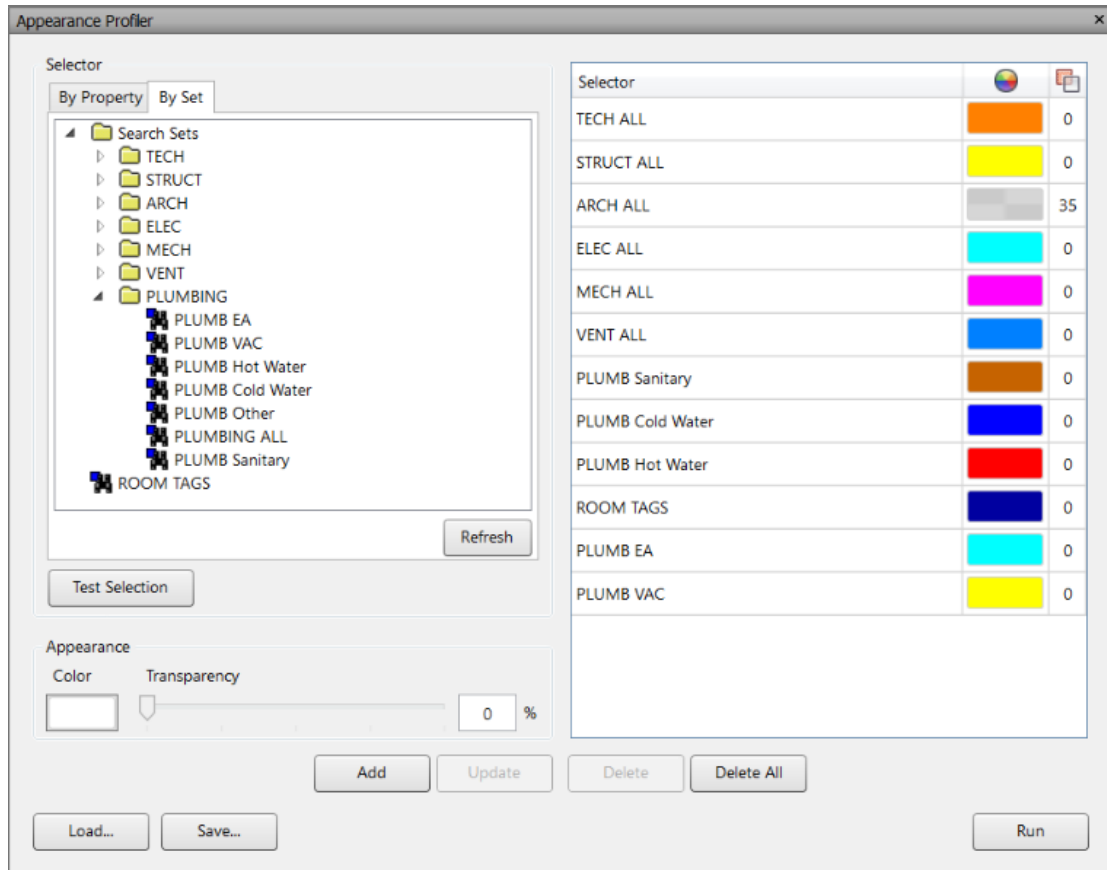 Appearance Profiler
Selector
By Property By Set
Search Sets
TECH
STRUCT
ARCH
ELEC
MECH
VENT
PLUMBING
PLUMB EA
PLUMB VAC
PLUMB Hot Water
PLUMB Cold Water
PLUMB Other
PLUMBING ALL
PLUMB Sanitary
ROOM TAGS
Refresh
Test Selection
Appearance
Color Transparency
0 %
Selector
TECH ALL 0
STRUCT ALL 0
ARCH ALL 35
ELEC ALL 0
MECH ALL 0
VENT ALL 0
PLUMB Sanitary 0
PLUMB Cold Water 0
PLUMB Hot Water 0
ROOM TAGS 0
PLUMB EA 0
PLUMB VAC 0
Add Update Delete Delete All
Load... Save... Run